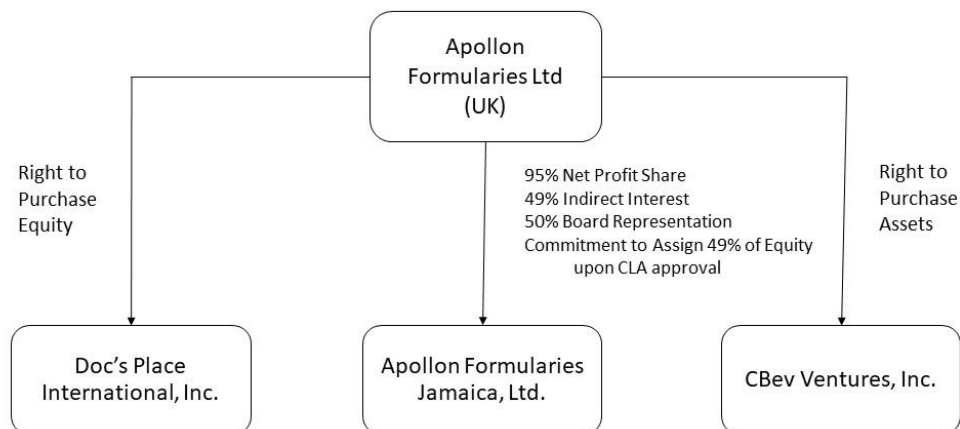 Apollon
Formularies Ltd
(UK)
Right to
Purchase
Equity
95% Net Profit Share
49% Indirect Interest
50% Board Representation
Commitment to Assign 49% of Equity
upon CLA approval
Right to
Purchase
Assets
Doc’s Place
International, Inc.
Apollon Formularies
Jamaica, Ltd.
CBev Ventures, Inc.